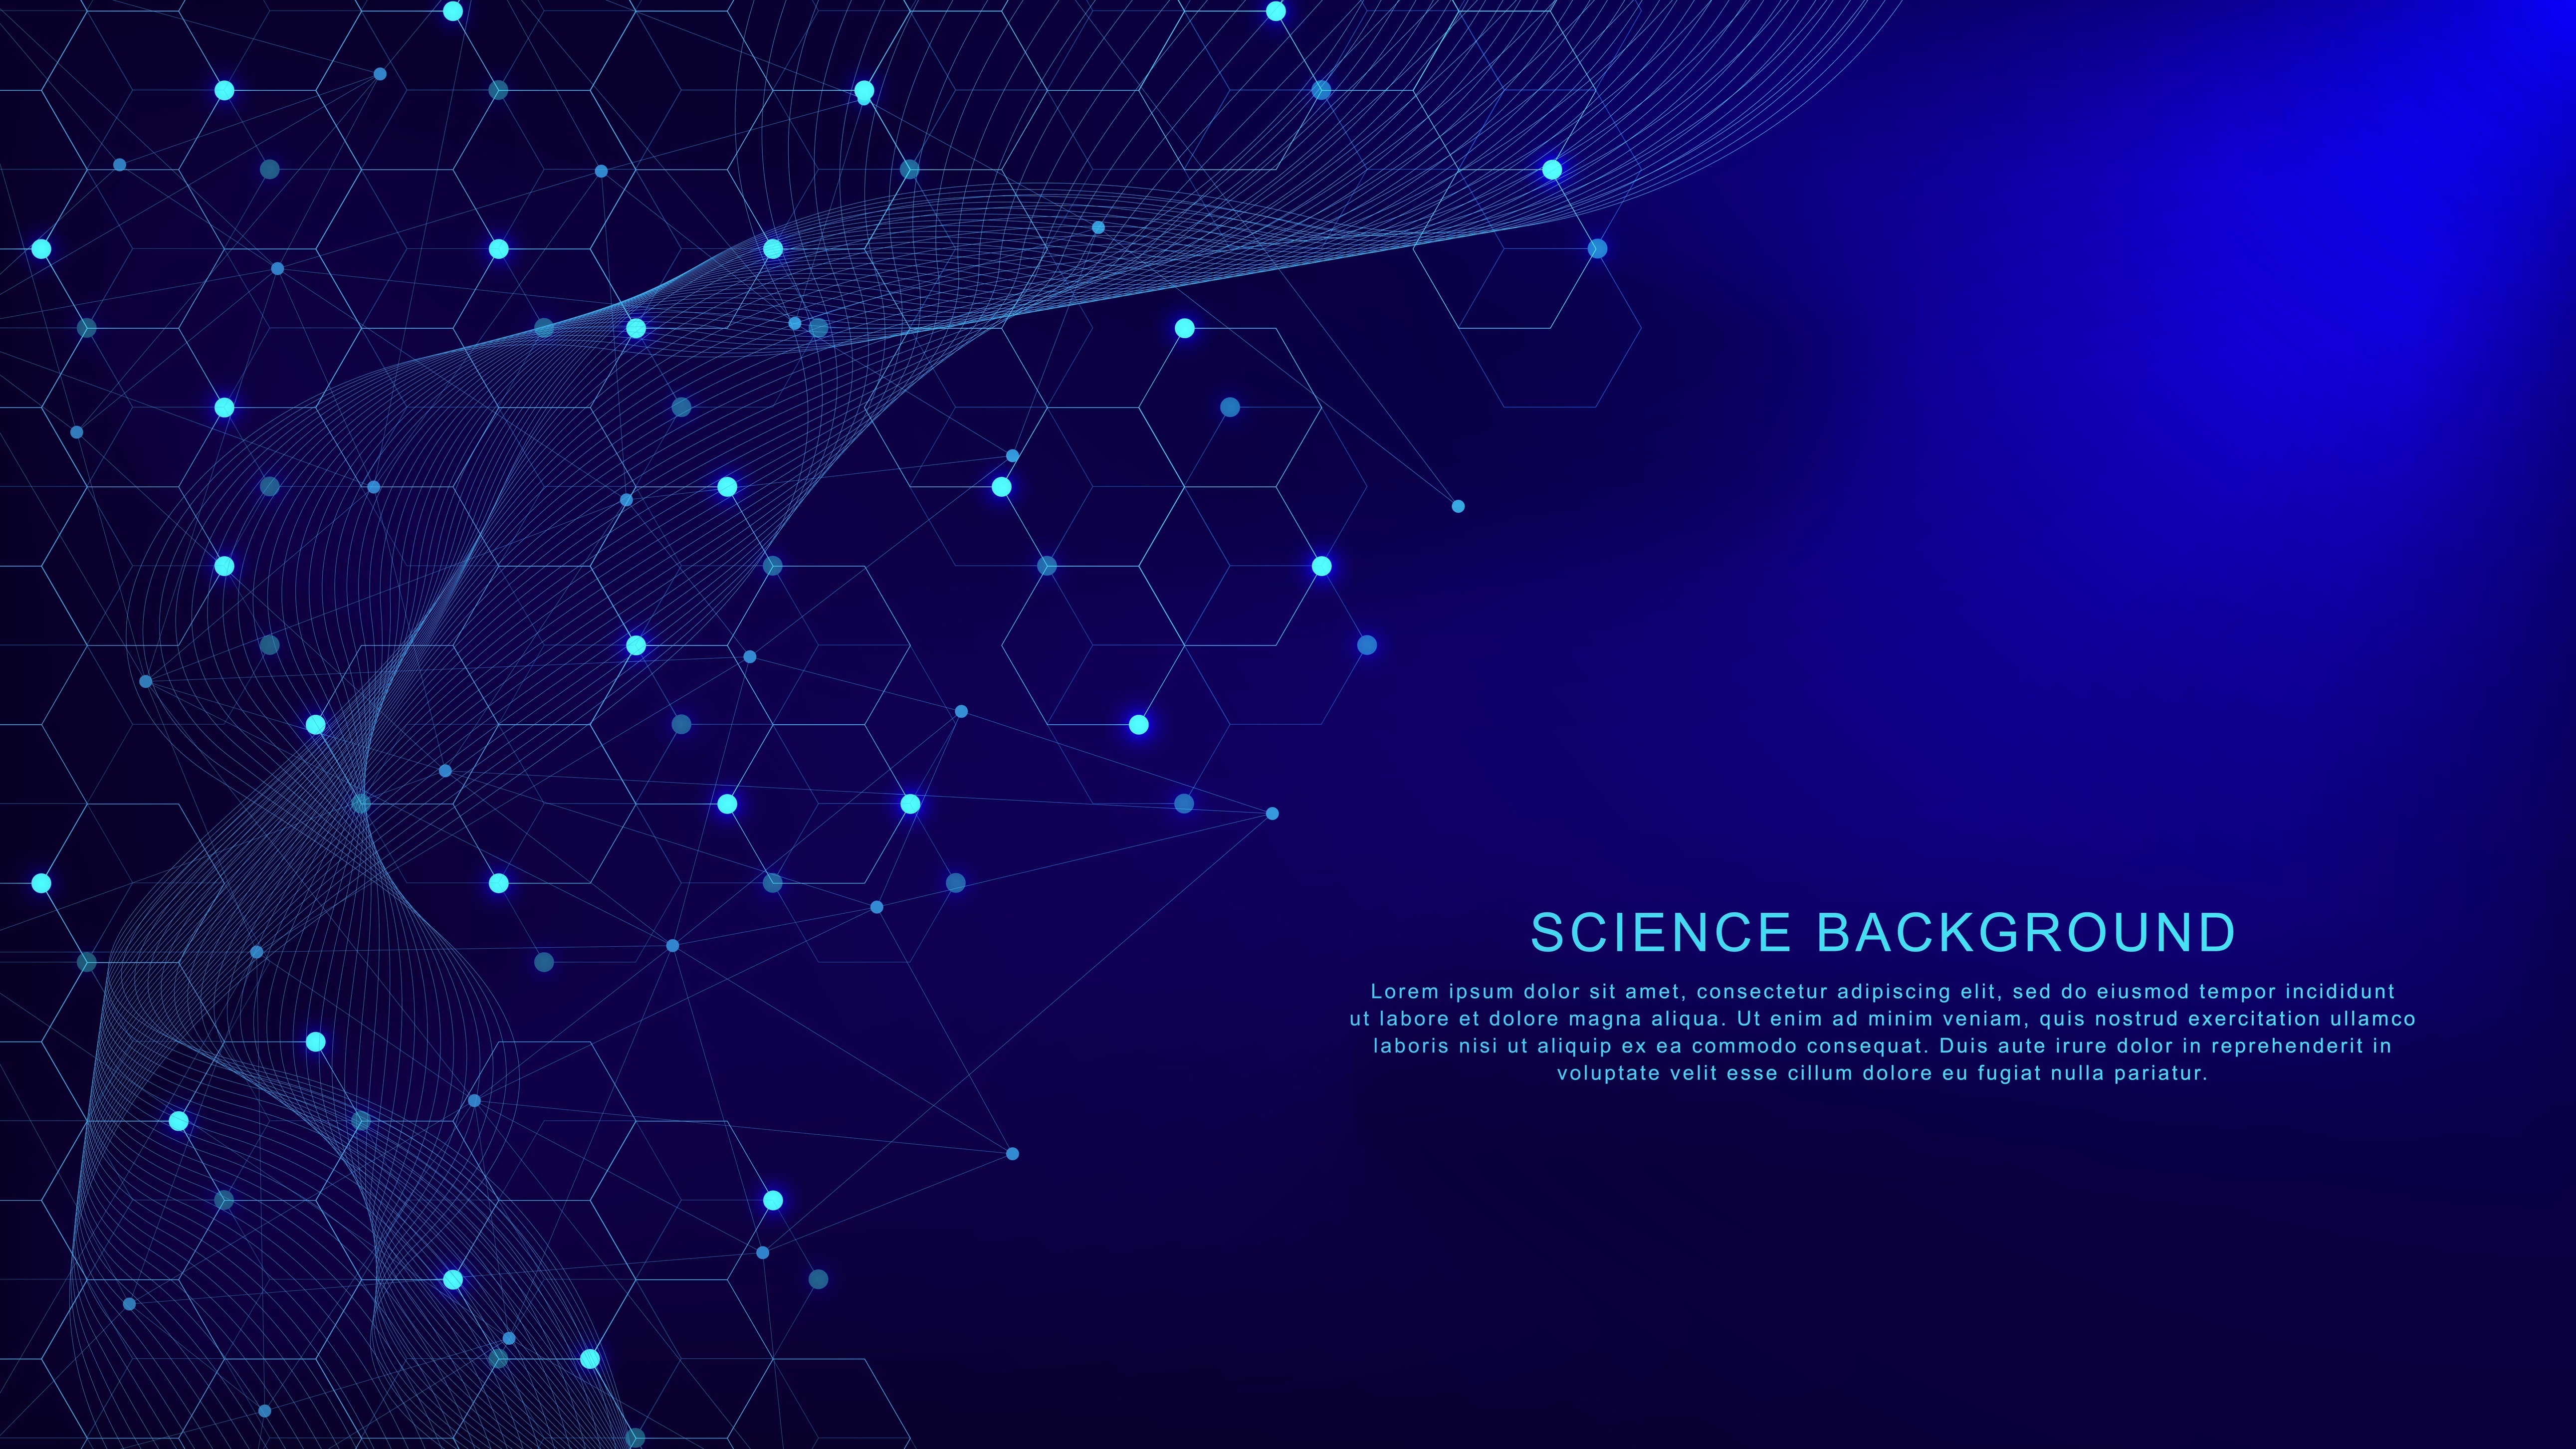 SCIENCE BACKGROUND
Lorem ipsum dolor sit amet, consectetur adipiscing elit, sed do eiusmod tempor incididunt
ut labore et dolore magna aliqua. Ut enim ad minim veniam, quis nostrud exercitation ullamco
laboris nisi ut aliquip ex ea commodo consequat. Duis aute irure dolor in reprehenderit in
voluptate velit esse cillum dolore eu fugiat nulla pariatur.